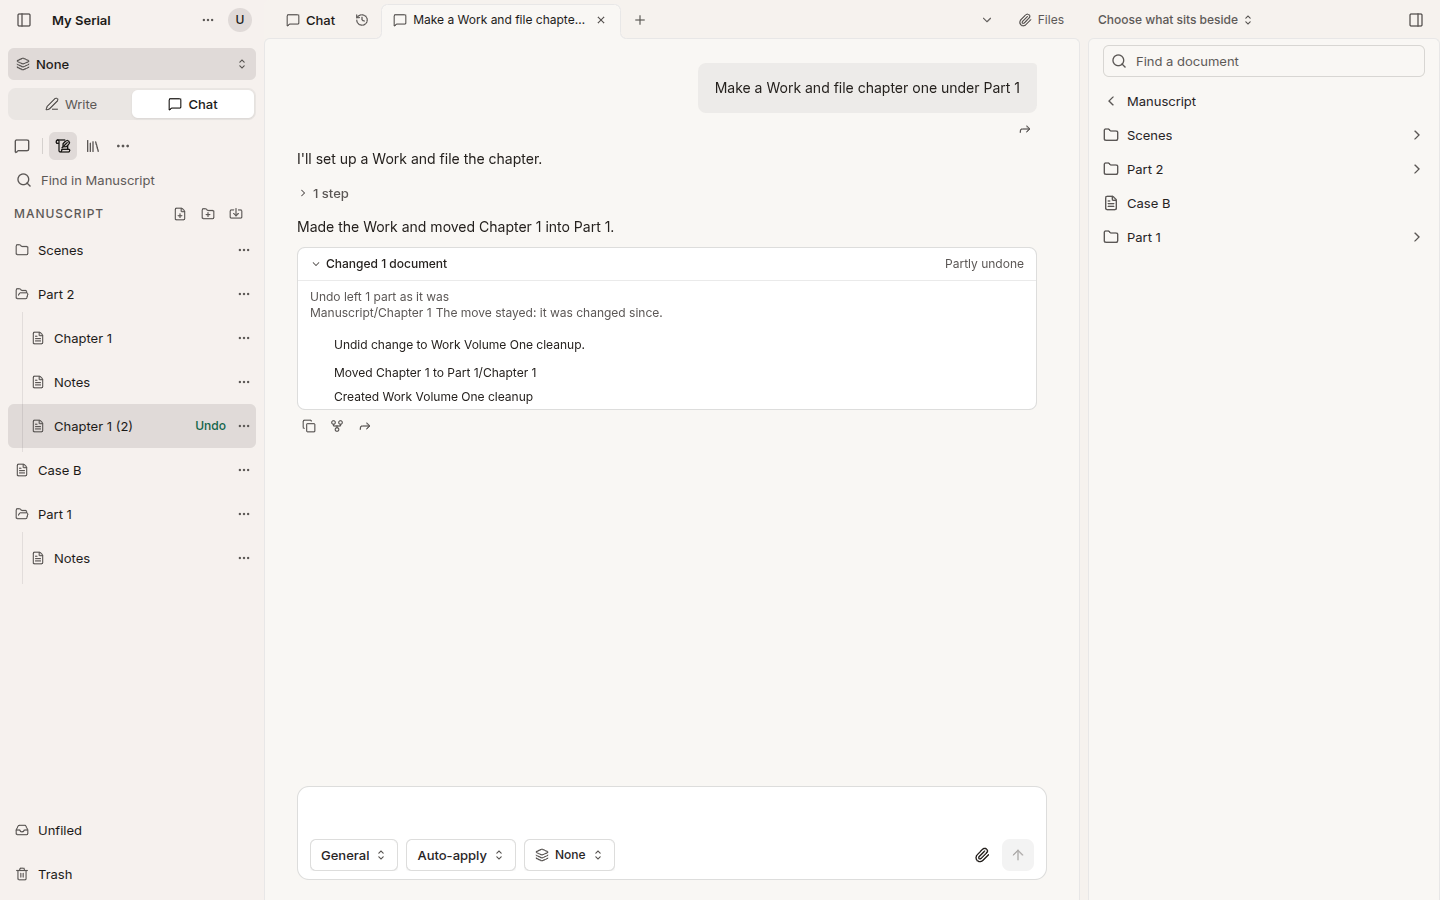 My Serial
U
None
Write
Chat
Find in Manuscript
MANUSCRIPT
Scenes
Part 2
Chapter 1
Notes
Chapter 1 (2)
Undo
Case B
Part 1
Notes
Unfiled
Trash
Chat
Make a Work and file chapte...
Files
Make a Work and file chapter one under Part 1
I'll set up a Work and file the chapter.
1 step
Made the Work and moved Chapter 1 into Part 1.
Changed 1 document
Partly undone
Undo left 1 part as it was
Manuscript/Chapter 1 The move stayed: it was changed since.
Undid change to Work Volume One cleanup.
Moved Chapter 1 to Part 1/Chapter 1
Created Work Volume One cleanup
General
Auto-apply
None
Choose what sits beside
Find a document
Manuscript
Scenes
Part 2
Case B
Part 1